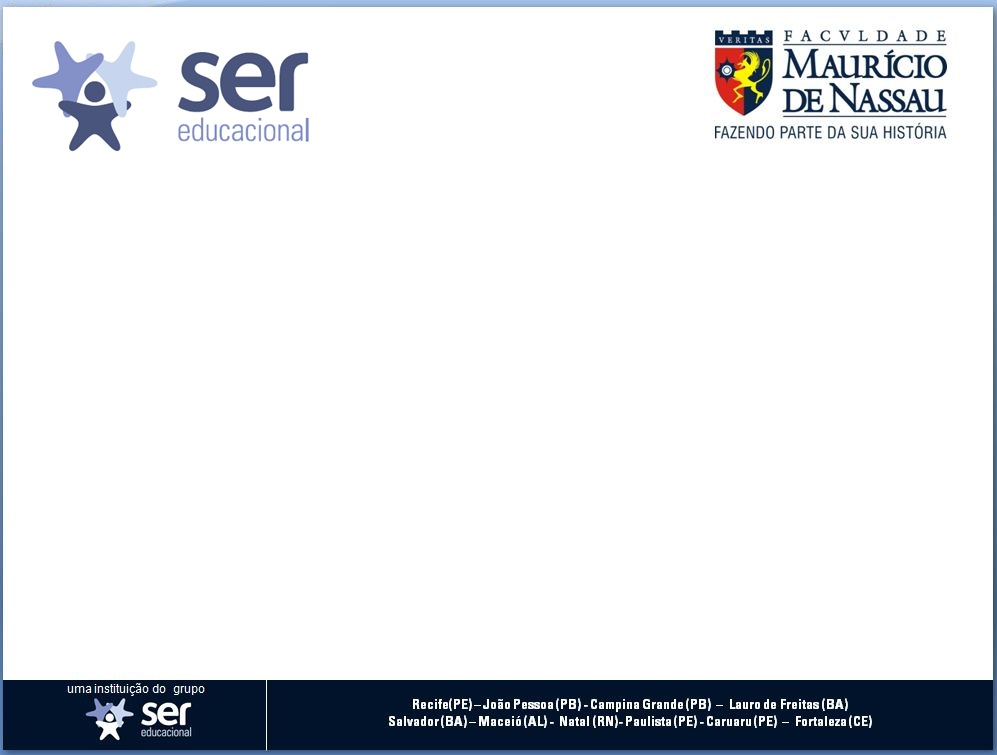 ser
educacional
VERITAS
FACVLDADE
MAURÍCIO
DE NASSAU
FAZENDO PARTE DA SUA HISTÓRIA
uma instituição do grupo
ser
educacional
Recife(PE) – João Pessoa (PB) - Campina Grande (PB) – Lauro de Freitas (BA)
Salvador (BA) – Maceió (AL) - Natal (RN)- Paulista (PE) - Caruaru (PE) – Fortaleza (CE)